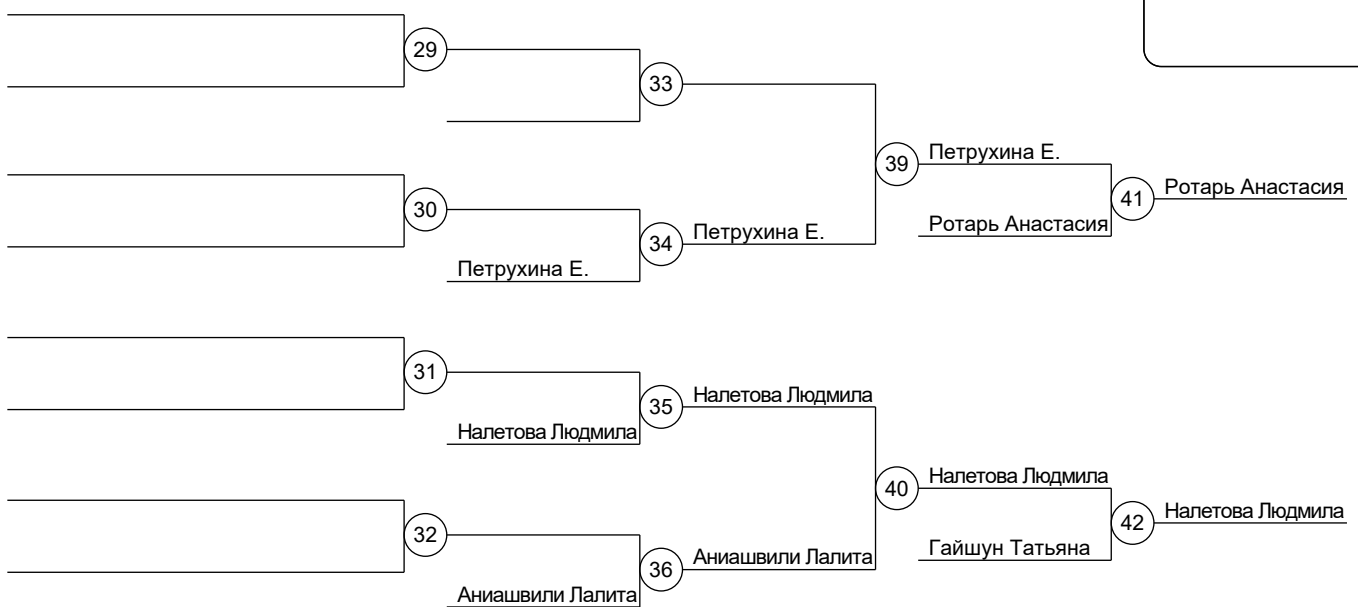 29
33
39
Петрухина Е.
41
Ротарь Анастасия
Ротарь Анастасия
30
34
Петрухина Е.
Петрухина Е.
31
35
Налетова Людмила
Налетова Людмила
40
Налетова Людмила
42
Налетова Людмила
Гайшун Татьяна
32
36
Аниашвили Лалита
Аниашвили Лалита